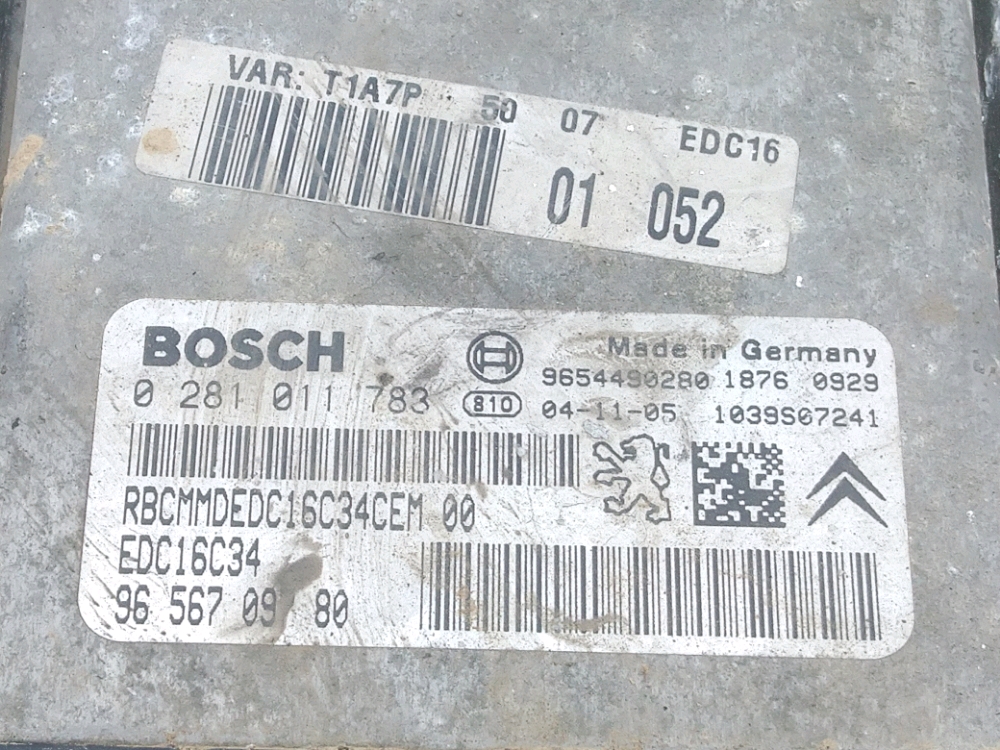 VAR: T1A7P 50 07 EDC16
01 052
BOSCH
Made in Germany
9654490280 1876 0929
0 281 011 783
810
04-11-05 1039S07241
RBCMMDEDC16C34CEM 00
EDC16C34
96 567 09 80